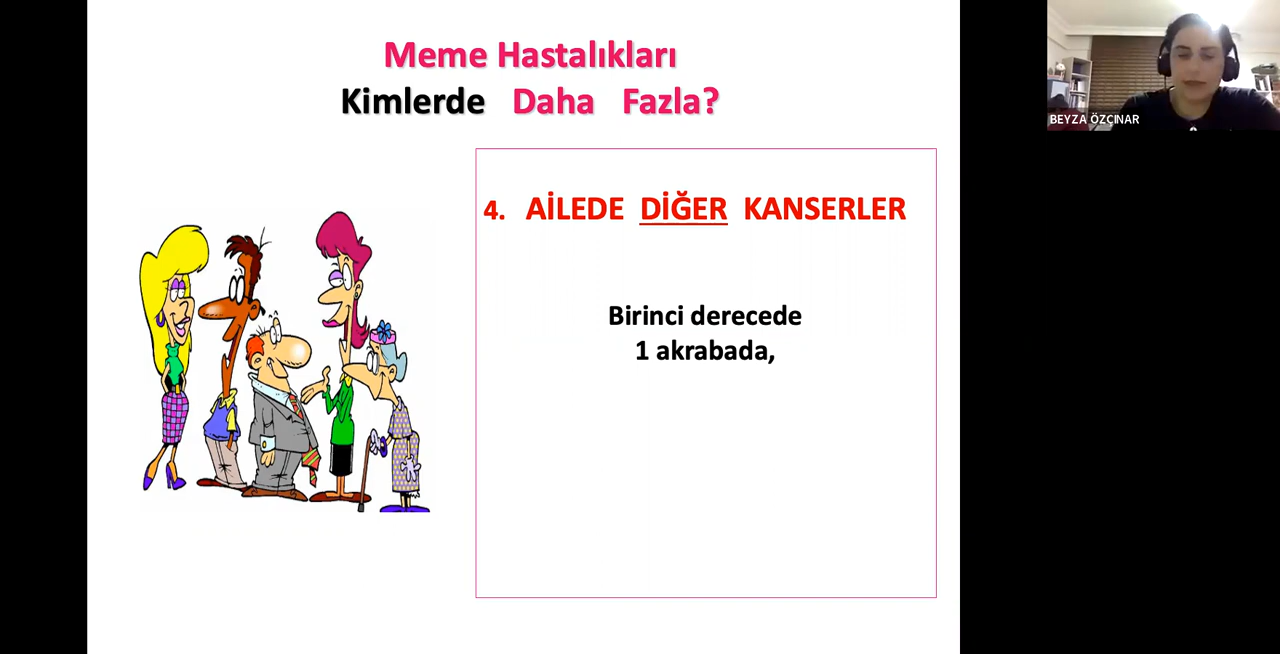 Meme Hastalıkları
Kimlerde Daha Fazla?
4. AİLEDE DİĞER KANSERLER
Birinci derecede
1 akrabada,
BEYZA ÖZÇINAR